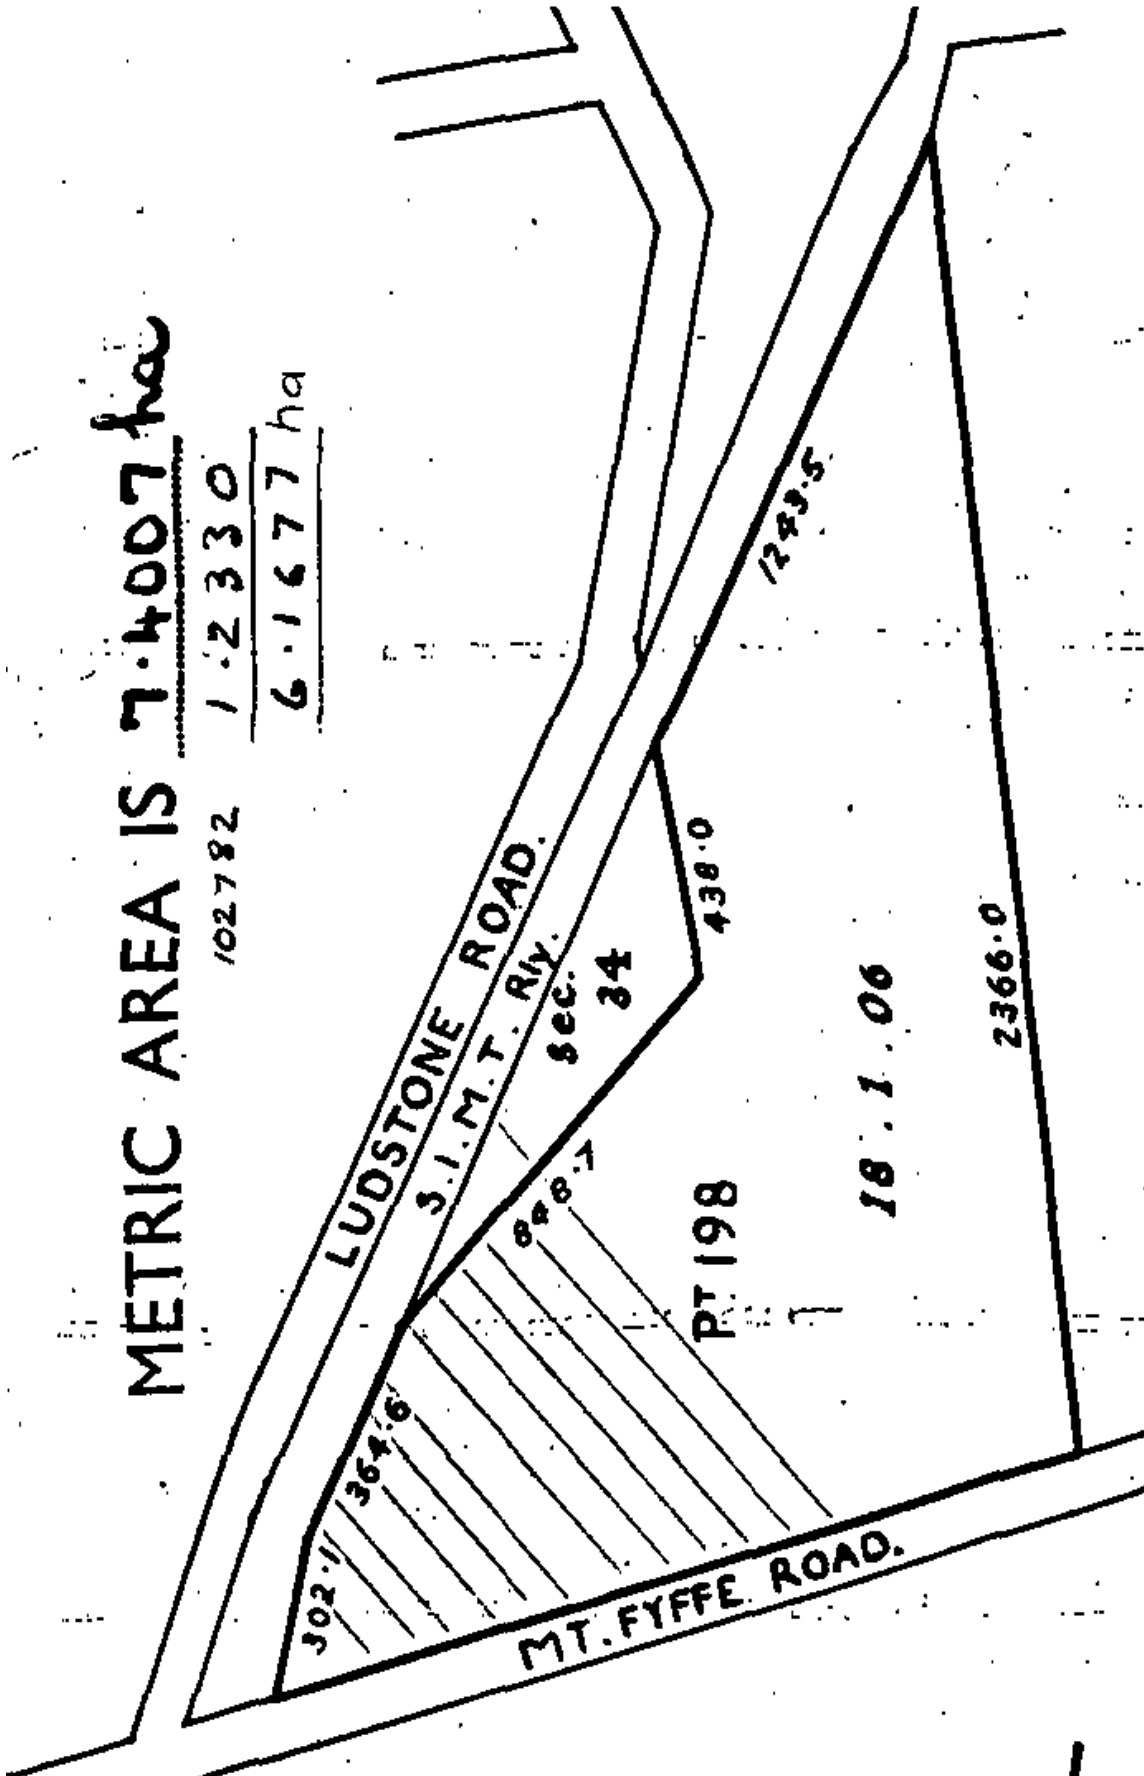 METRIC AREA IS 7.4007 ha
102782 1.2330
6.1677 ha
LUDSTONE ROAD.
S.I.M.T. Rly.
Sec.
34
302.1
364.6
848.7
438.0
1243.5
PT 198
18.1.06
2366.0
MT. FYFFE ROAD.